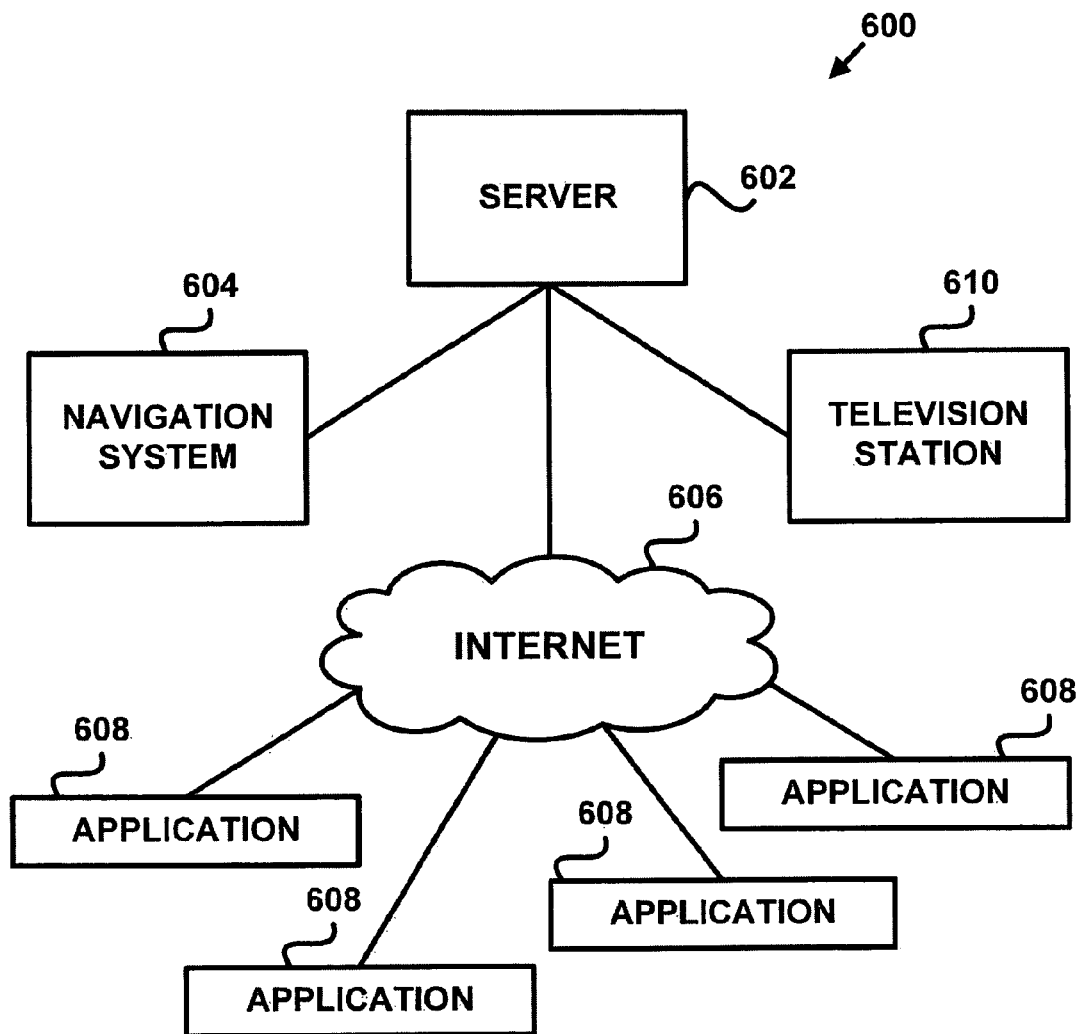 600
SERVER
602
604
NAVIGATION
SYSTEM
610
TELEVISION
STATION
606
INTERNET
608
APPLICATION
608
APPLICATION
608
APPLICATION
608
APPLICATION